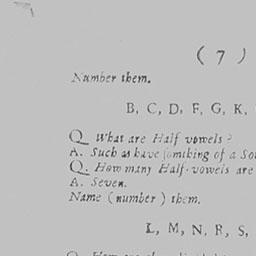 ( 7 )
Number them.
B, C, D, F, G, K,
Q. What are Half vowels?
A. Such as have somthing of a So
Q. How many Half-vowels are
A. Seven.
Name (number) them.
L, M, N, R, S,